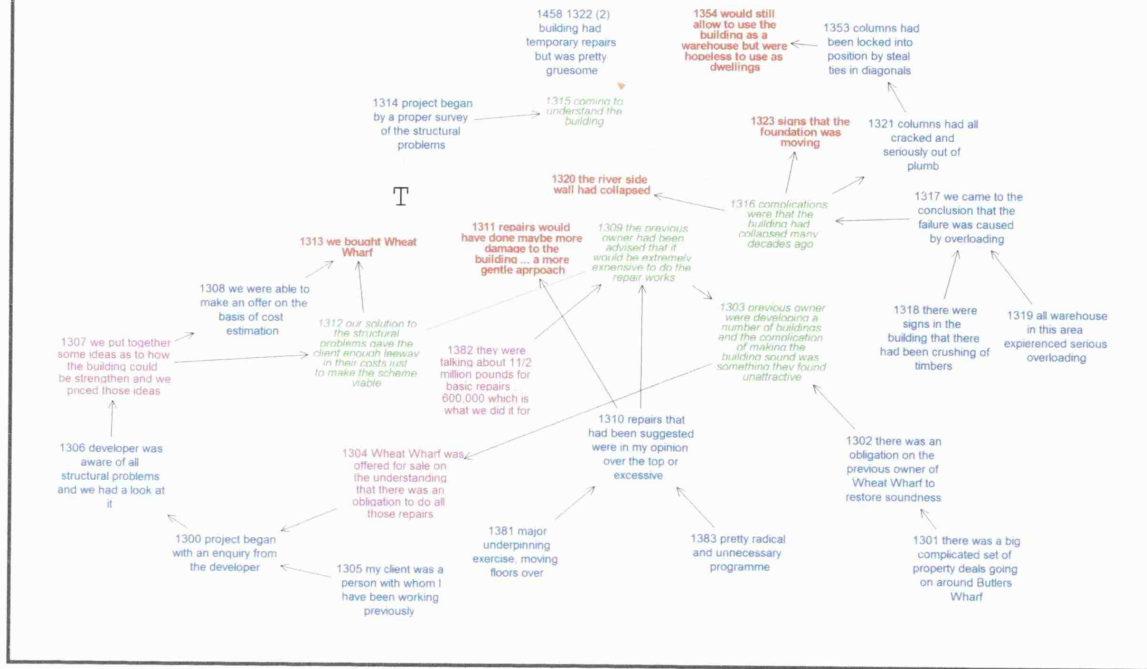 1458 1322 (2)
building had
temporary repairs
but was pretty
gruesome
1354 would still
allow to use the
building as a
warehouse but were
hopeless to use as
dwellings
1353 columns had
been locked into
position by steal
ties in diagonals
1314 project began
by a proper survey
of the structural
problems
1315 coming to
understand the
building
1323 signs that the
foundation was
moving
1321 columns had all
cracked and
seriously out of
plumb
1320 the river side
wall had collapsed
T
1316 complications
were that the
building had
collapsed many
decades ago
1317 we came to the
conclusion that the
failure was caused
by overloading
1313 we bought Wheat
Wharf
1311 repairs would
have done maybe more
damage to the
building ... a more
gentle aprroach
1309 the previous
owner had been
advised that it
would be extremely
expensive to do the
repair works
1308 we were able to
make an offer on the
basis of cost
estimation
1307 we put together
some ideas as to how
the building could
be strengthen and we
priced those ideas
1312 our solution to
the structural
problems gave the
client enough leeway
in their costs just
to make the scheme
viable
1382 they were
talking about 11/2
million pounds for
basic repairs ..
600,000 which is
what we did it for
1303 previous owner
were developing a
number of buildings
and the complication
of making the
building sound was
something they found
unattractive
1318 there were
signs in the
building that there
had been crushing of
timbers
1319 all warehouse
in this area
expierenced serious
overloading
1306 developer was
aware of all
structural problems
and we had a look at
it
1304 Wheat Wharf was
offered for sale on
the understanding
that there was an
obligation to do all
those repairs
1310 repairs that
had been suggested
were in my opinion
over the top or
excessive
1302 there was an
obligation on the
previous owner of
Wheat Wharf to
restore soundness
1300 project began
with an enquiry from
the developer
1305 my client was a
person with whom I
have been working
previously
1381 major
underpinning
exercise, moving
floors over
1383 pretty radical
and unnecessary
programme
1301 there was a big
complicated set of
property deals going
on around Butlers
Wharf